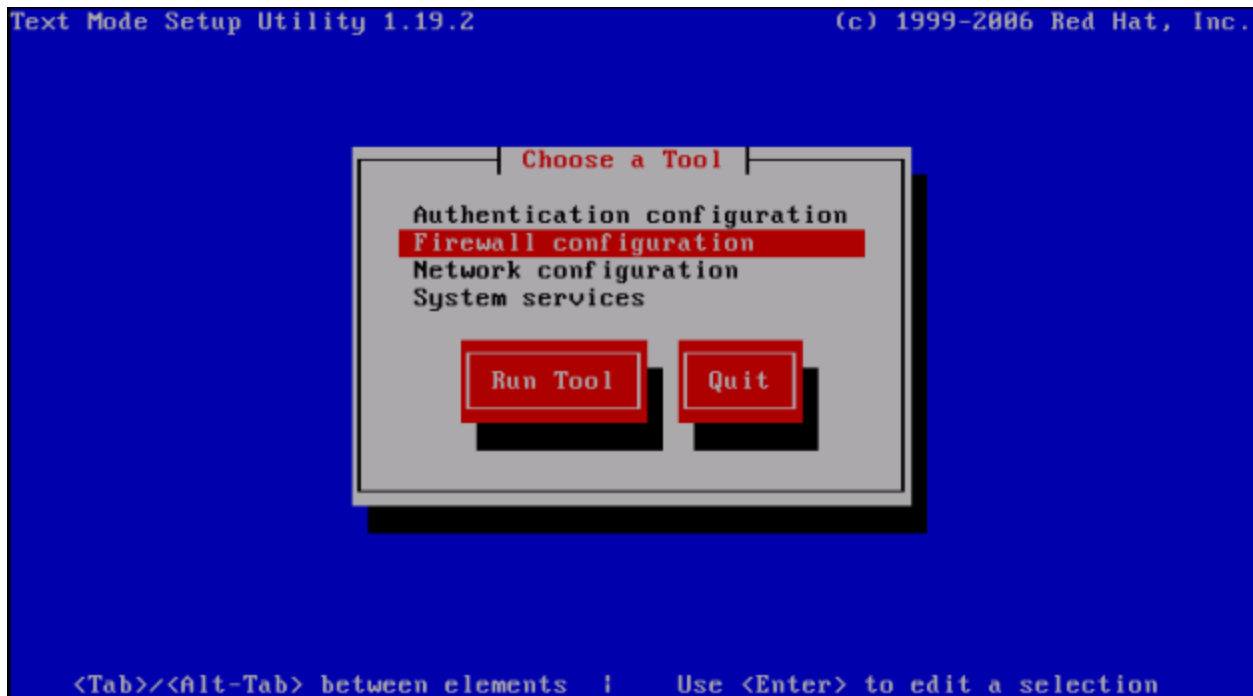 Text Mode Setup Utility 1.19.2 (c) 1999-2006 Red Hat, Inc.
Choose a Tool
Authentication configuration
Firewall configuration
Network configuration
System services
Run Tool Quit
<Tab>/<Alt-Tab> between elements | Use <Enter> to edit a selection